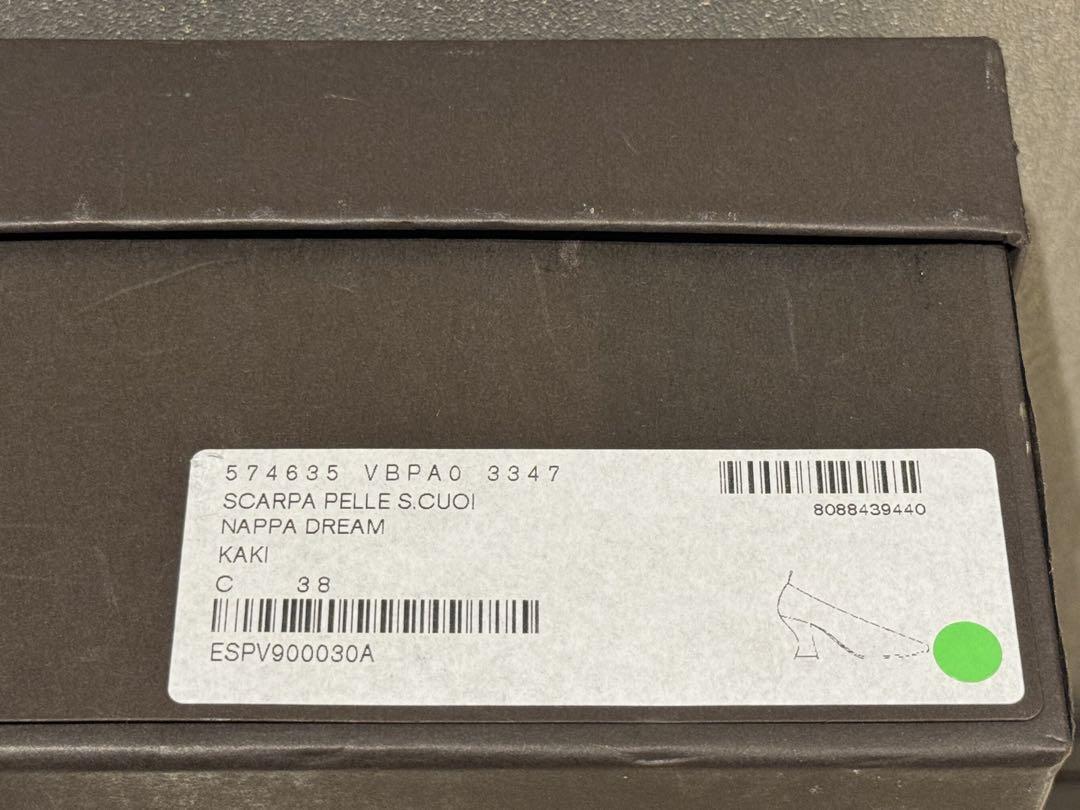 574635 VBPA0 3347
SCARPA PELLE S.CUOI
NAPPA DREAM
KAKI
C 38
ESPV900030A
8088439440